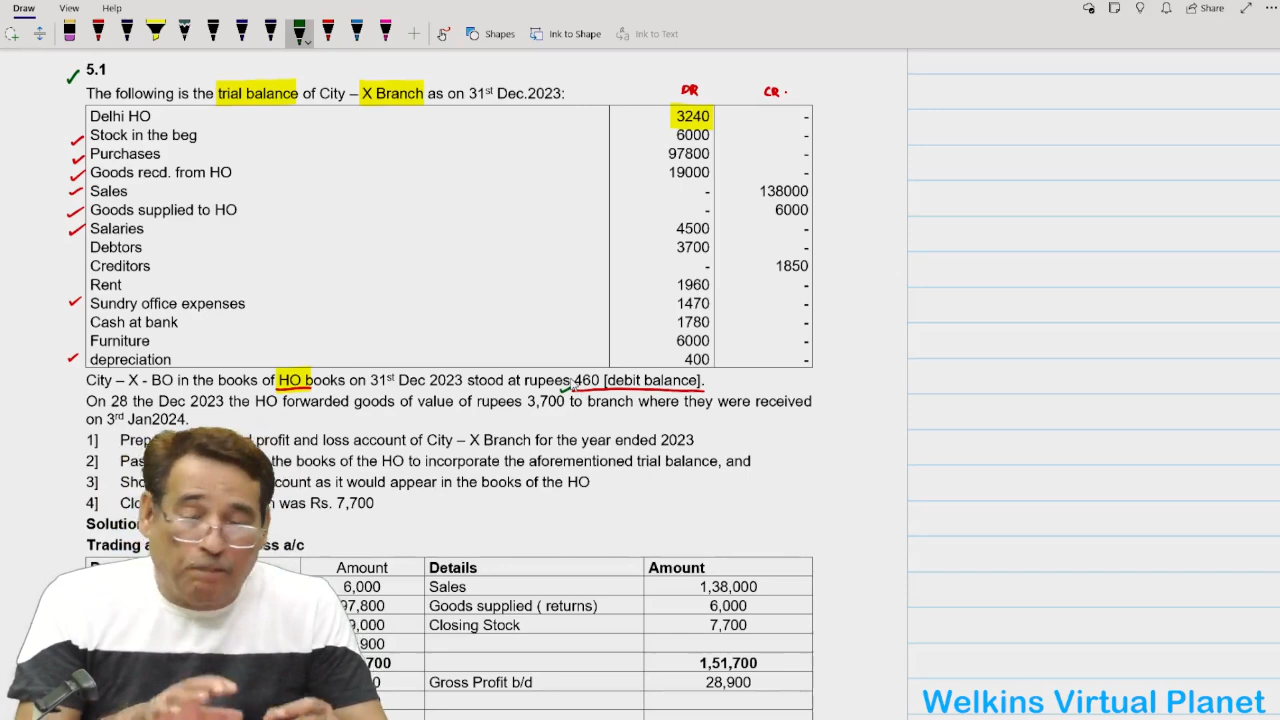 Draw View Help
Share
Shapes Ink to Shape Ink to Text
5.1
The following is the trial balance of City – X Branch as on 31st Dec.2023:
DR CR.
Delhi HO 3240 -
Stock in the beg 6000 -
Purchases 97800 -
Goods recd. from HO 19000 -
Sales - 138000
Goods supplied to HO - 6000
Salaries 4500 -
Debtors 3700 -
Creditors - 1850
Rent 1960 -
Sundry office expenses 1470 -
Cash at bank 1780 -
Furniture 6000 -
depreciation 400 -
City – X - BO in the books of HO books on 31st Dec 2023 stood at rupees 460 [debit balance].
On 28 the Dec 2023 the HO forwarded goods of value of rupees 3,700 to branch where they were received
on 3rd Jan2024.
1] profit and loss account of City – X Branch for the year ended 2023
2] the books of the HO to incorporate the aforementioned trial balance, and
3] as it would appear in the books of the HO
4] was Rs. 7,700
Trading
Amount Details Amount
6,000 Sales 1,38,000
Goods supplied ( returns) 6,000
Closing Stock 7,700
1,51,700
Gross Profit b/d 28,900
Welkins Virtual Planet